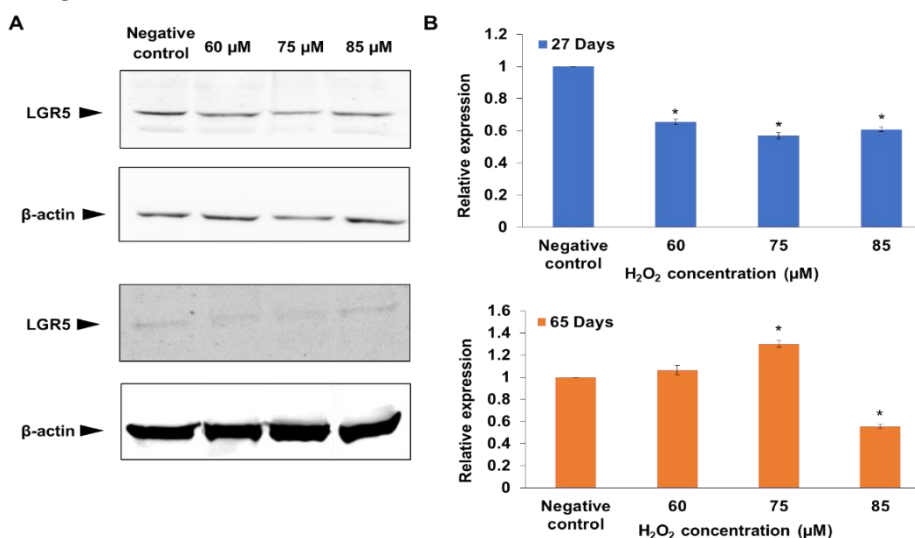 A
Negative
control
60 µM
75 µM
85 µM
LGR5
β-actin
LGR5
β-actin
B
27 Days
Relative expression
1.2
1
0.8
0.6
0.4
0.2
0
*
*
*
Negative
control
60
75
85
H₂O₂ concentration (µM)
65 Days
Relative expression
1.6
1.4
1.2
1
0.8
0.6
0.4
0.2
0
*
*
Negative
control
60
75
85
H₂O₂ concentration (µM)